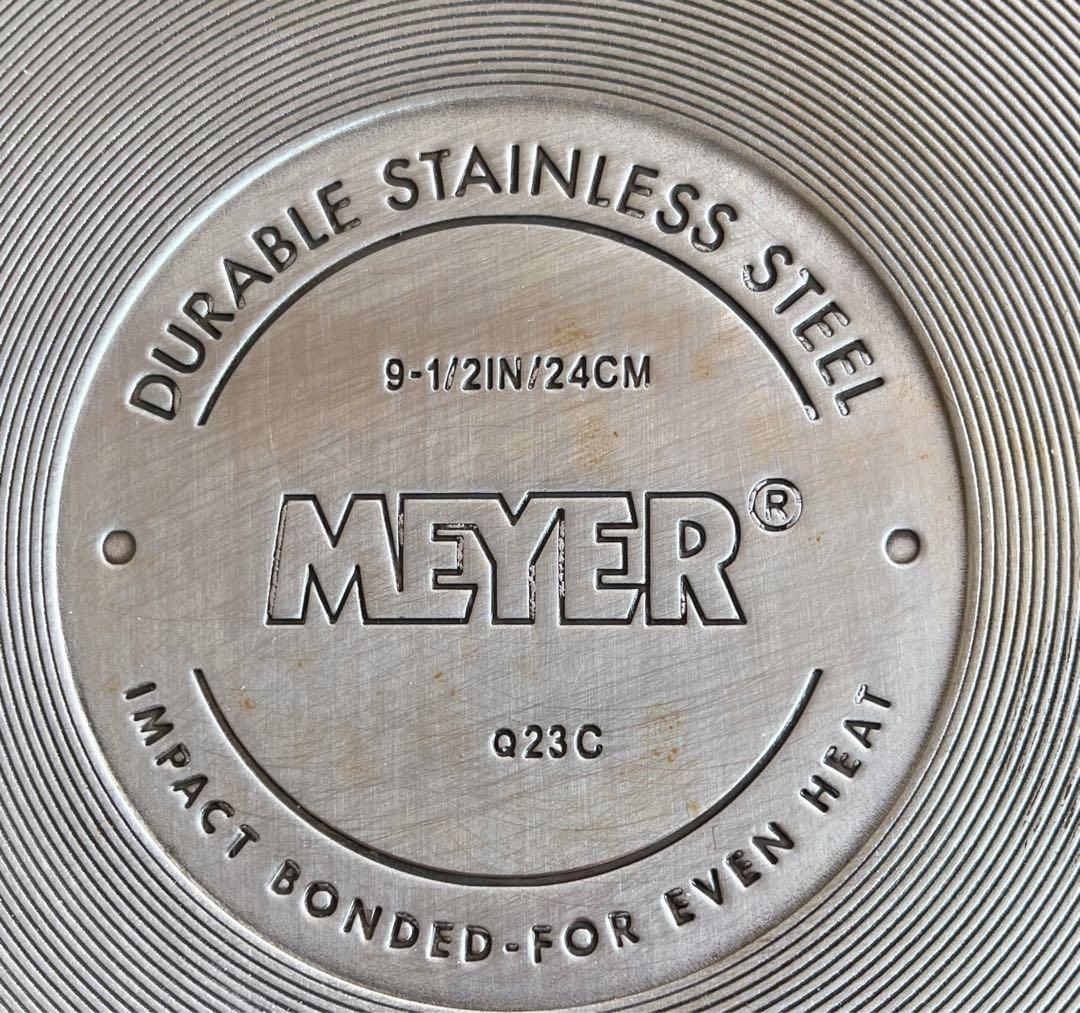 DURABLE STAINLESS STEEL
9-1/2IN/24CM
MEYER®
Q23C
IMPACT BONDED-FOR EVEN HEAT